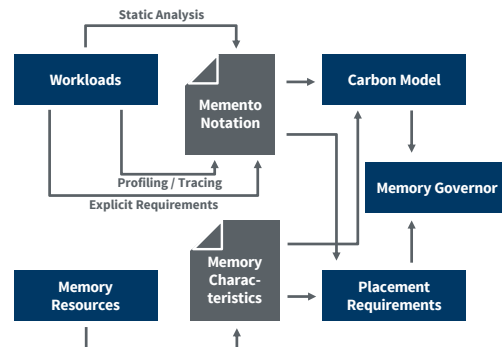 Static Analysis
Workloads
Memento
Notation
Carbon Model
Profiling / Tracing
Explicit Requirements
Memory Governor
Memory
Resources
Memory
Charac-
teristics
Placement
Requirements